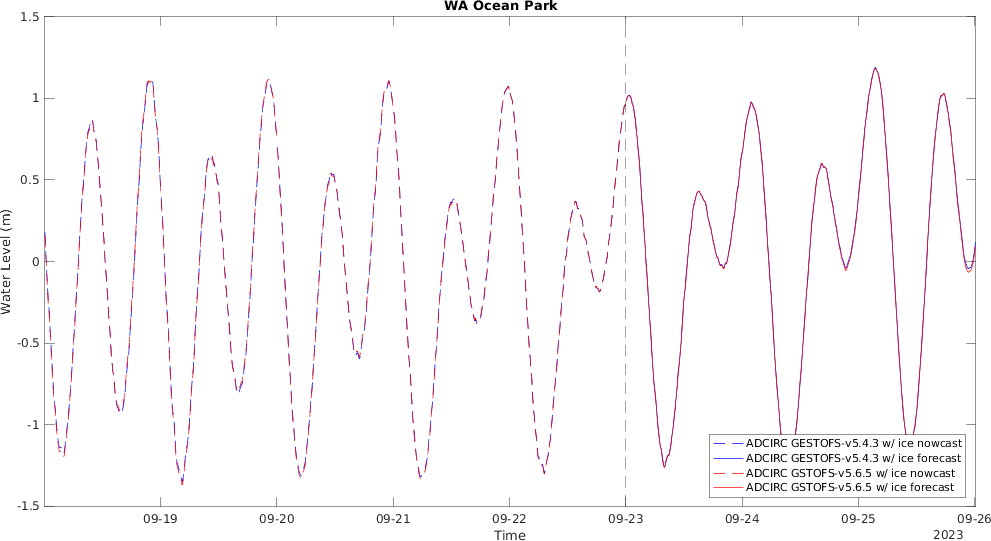 WA Ocean Park
1.5
1
0.5
0
-0.5
-1
-1.5
Water Level (m)
09-19 09-20 09-21 09-22 09-23 09-24 09-25 09-26
Time
2023
ADCIRC GESTOFS-v5.4.3 w/ ice nowcast
ADCIRC GESTOFS-v5.4.3 w/ ice forecast
ADCIRC GSTOFS-v5.6.5 w/ ice nowcast
ADCIRC GSTOFS-v5.6.5 w/ ice forecast